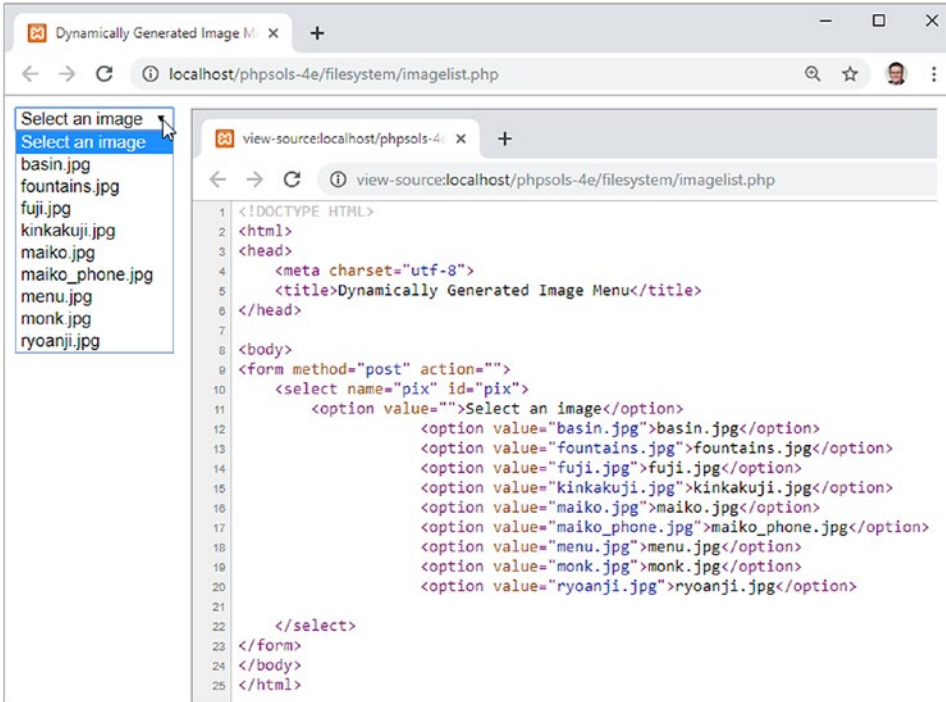 Dynamically Generated Image M
localhost/phpsols-4e/filesystem/imagelist.php
Select an image
Select an image
basin.jpg
fountains.jpg
fuji.jpg
kinkakuji.jpg
maiko.jpg
maiko_phone.jpg
menu.jpg
monk.jpg
ryoanji.jpg
view-source:localhost/phpsols-4e
view-source:localhost/phpsols-4e/filesystem/imagelist.php
1 <!DOCTYPE HTML>
2 <html>
3 <head>
4 <meta charset="utf-8">
5 <title>Dynamically Generated Image Menu</title>
6 </head>
7
8 <body>
9 <form method="post" action="">
10 <select name="pix" id="pix">
11 <option value="">Select an image</option>
12 <option value="basin.jpg">basin.jpg</option>
13 <option value="fountains.jpg">fountains.jpg</option>
14 <option value="fuji.jpg">fuji.jpg</option>
15 <option value="kinkakuji.jpg">kinkakuji.jpg</option>
16 <option value="maiko.jpg">maiko.jpg</option>
17 <option value="maiko_phone.jpg">maiko_phone.jpg</option>
18 <option value="menu.jpg">menu.jpg</option>
19 <option value="monk.jpg">monk.jpg</option>
20 <option value="ryoanji.jpg">ryoanji.jpg</option>
21
22 </select>
23 </form>
24 </body>
25 </html>